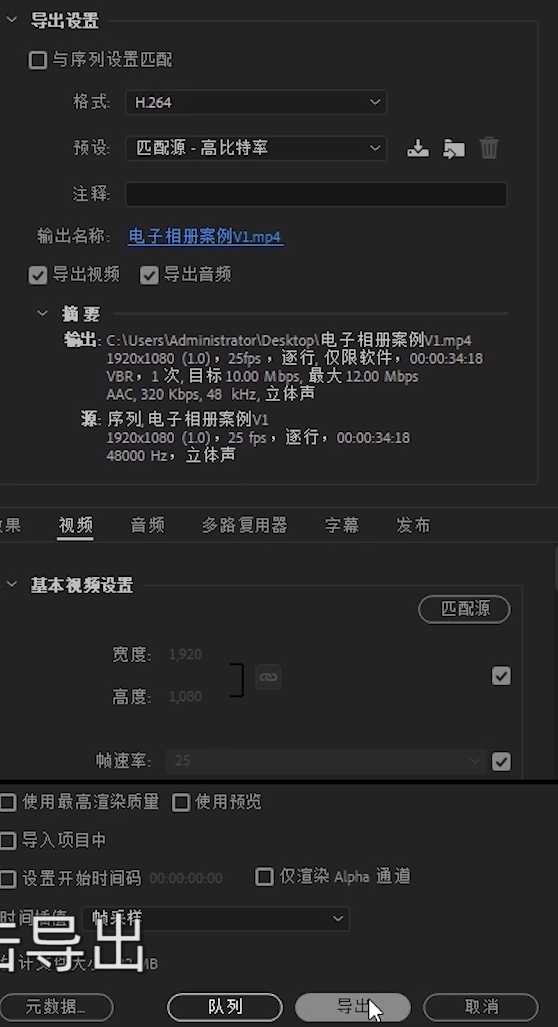 导出设置
与序列设置匹配
格式: H.264
预设: 匹配源 - 高比特率
注释:
输出名称: 电子相册案例V1.mp4
导出视频 导出音频
摘要
输出: C:\Users\Administrator\Desktop\电子相册案例V1.mp4
1920x1080 (1.0), 25fps, 逐行, 仅限软件, 00:00:34:18
VBR, 1 次, 目标 10.00 Mbps, 最大 12.00 Mbps
AAC, 320 Kbps, 48 kHz, 立体声
源: 序列, 电子相册案例V1
1920x1080 (1.0), 25 fps, 逐行, 00:00:34:18
48000 Hz, 立体声
果 视频 音频 多路复用器 字幕 发布
基本视频设置
匹配源
宽度: 1,920
高度: 1,080
帧速率: 25
使用最高渲染质量 使用预览
导入项目中
设置开始时间码 00:00:00:00 仅渲染 Alpha 通道
时间插值: 帧采样
击导出
计文件大小 MB
元数据... 队列 导出 取消